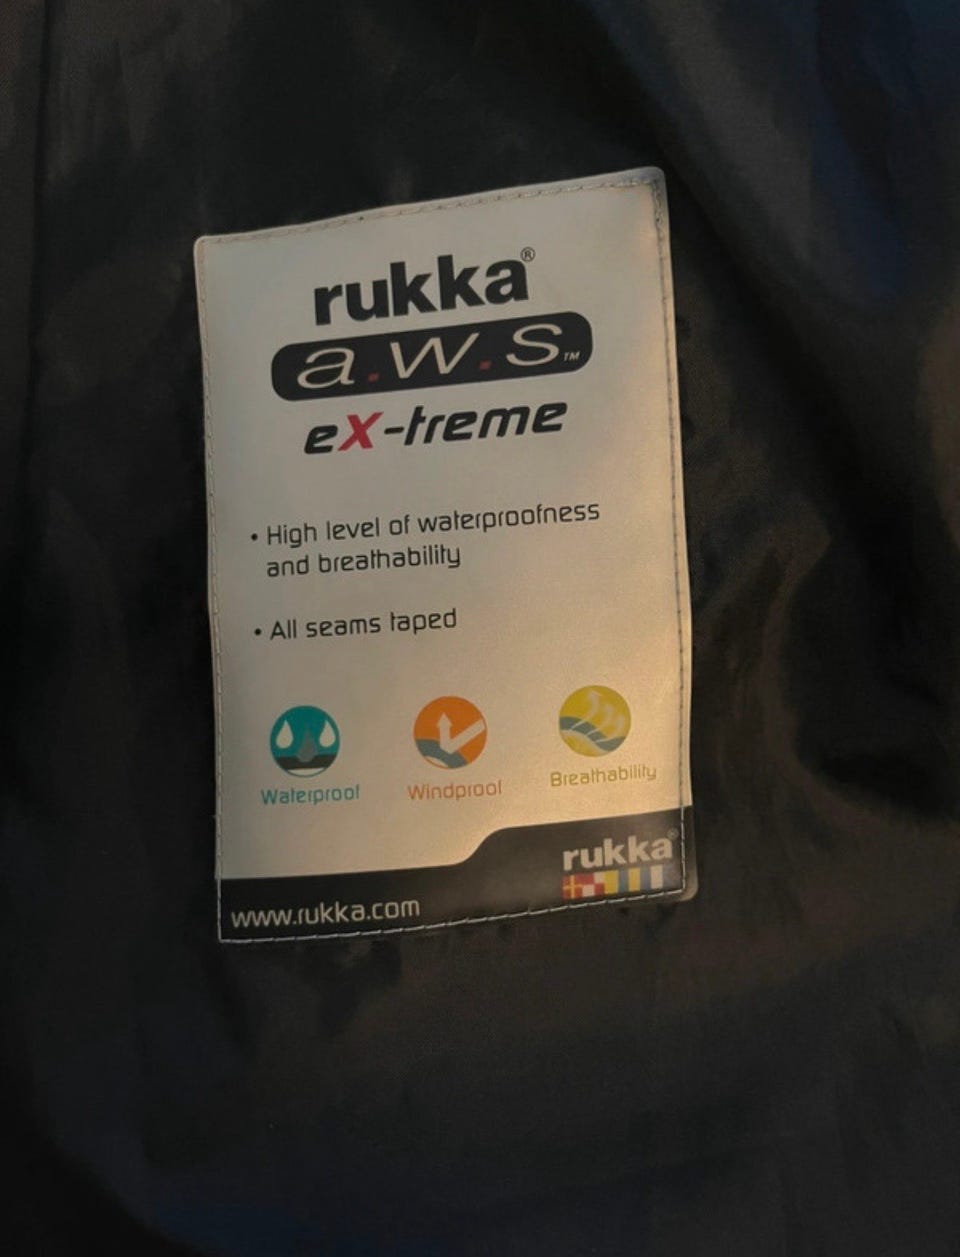 rukka®
a.w.s™
eX-treme
• High level of waterproofness
and breathability
• All seams taped
Waterproof Windproof Breathability
rukka®
www.rukka.com